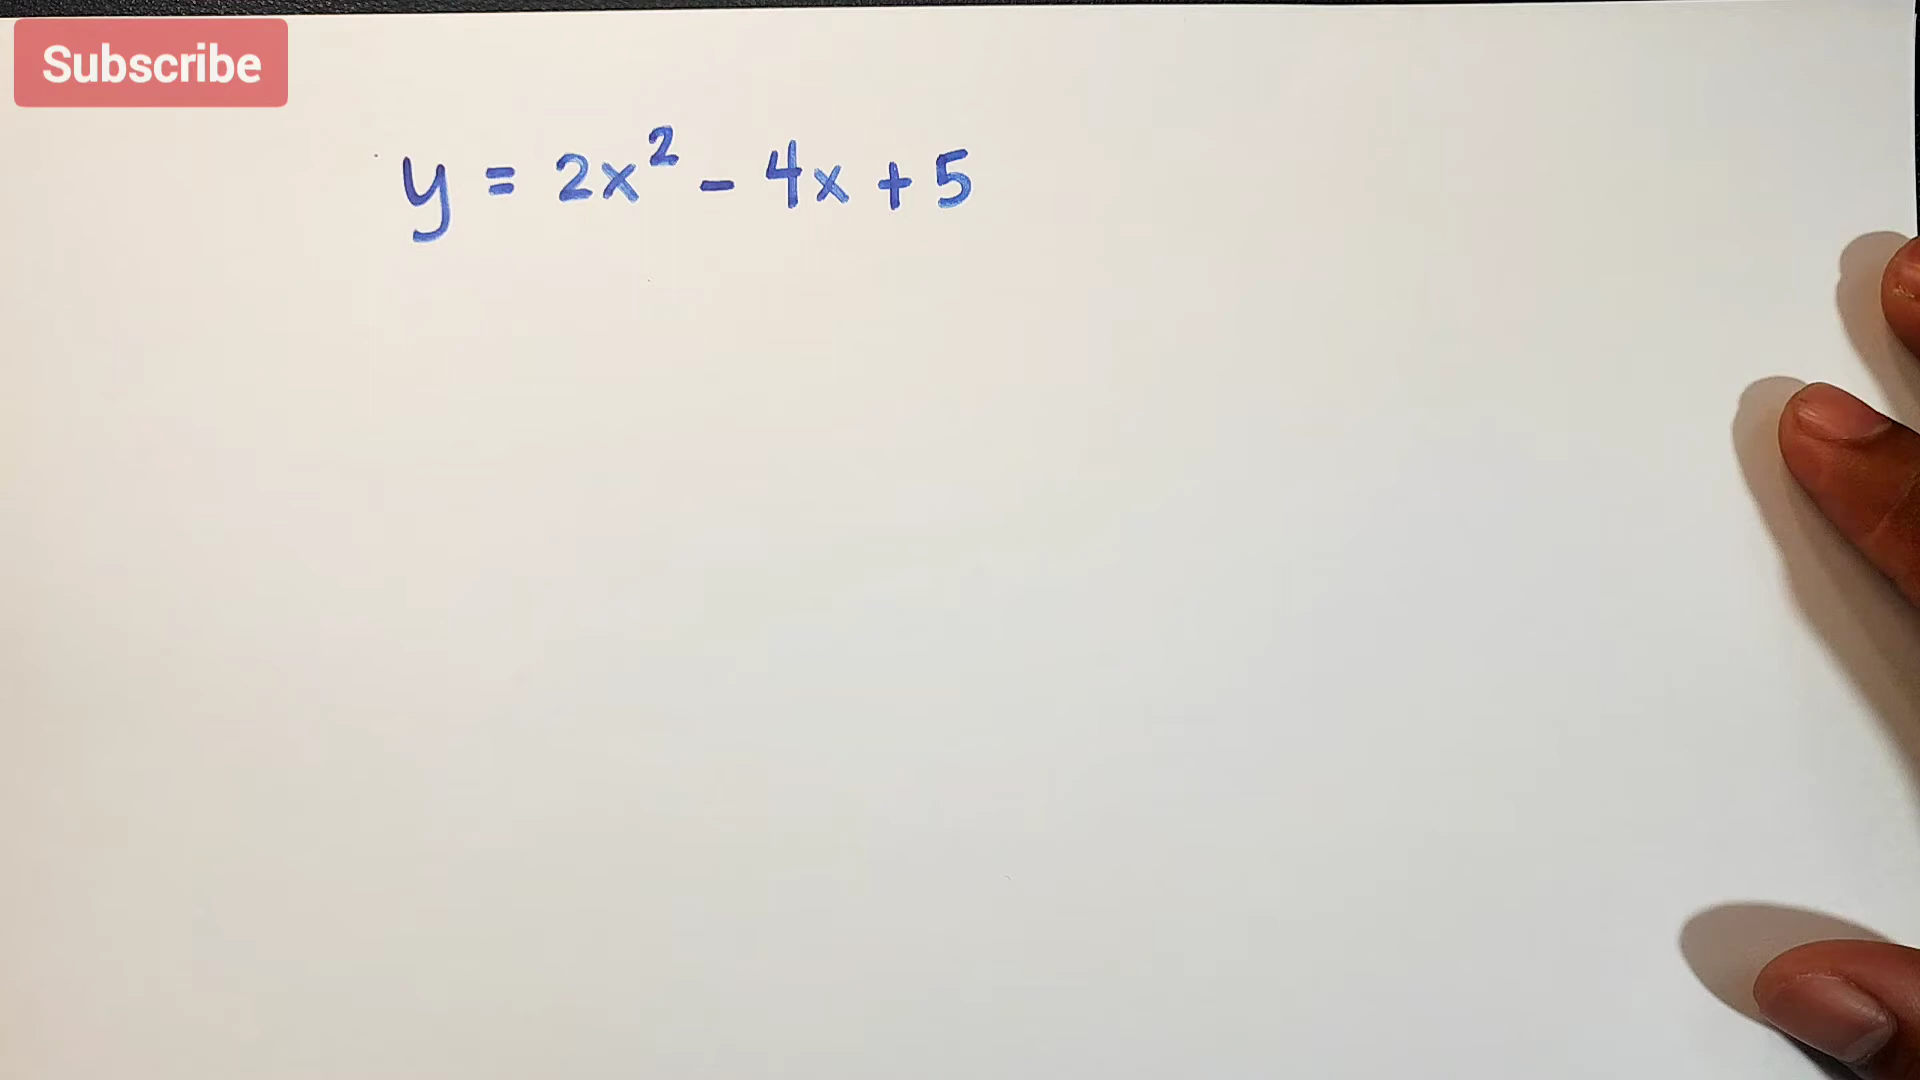 Subscribe
y = 2x² - 4x + 5